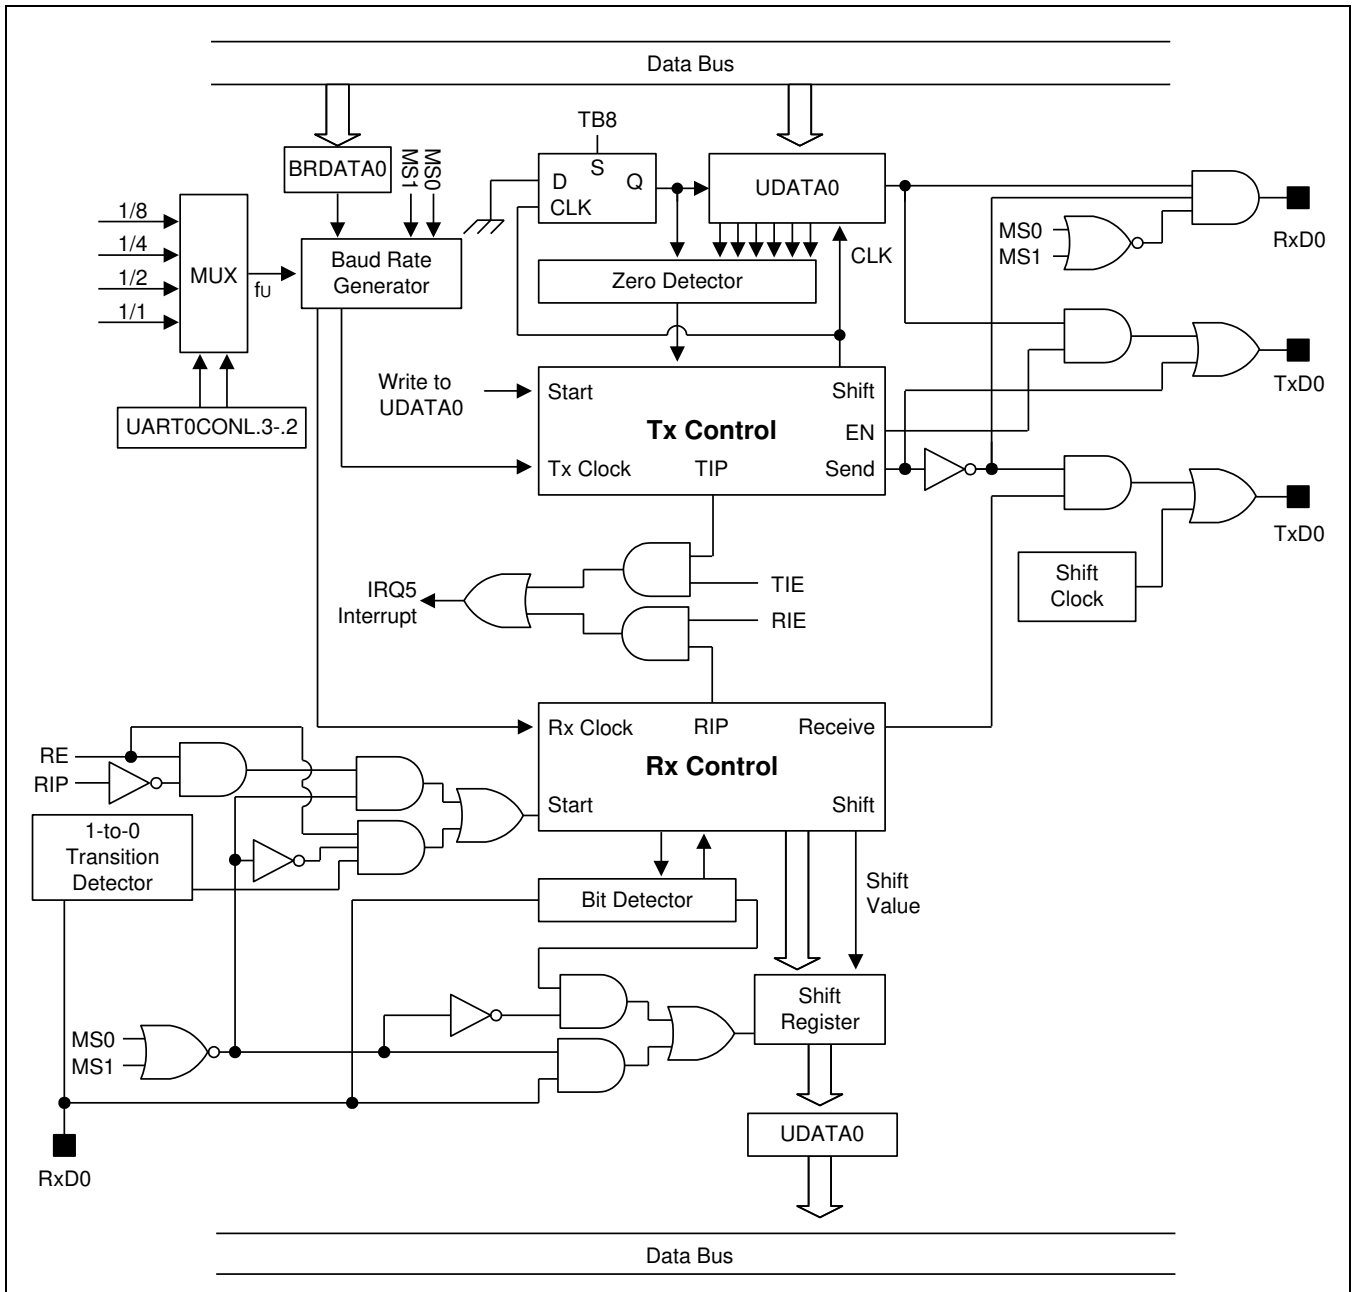 Data Bus
TB8
BRDATA0
MS1
MS0
S
D
Q
CLK
UDATA0
1/8
1/4
1/2
1/1
MUX
fU
Baud Rate
Generator
Zero Detector
CLK
MS0
MS1
RxD0
UART0CONL.3-.2
Write to
UDATA0
Start
Shift
Tx Control
EN
Tx Clock
TIP
Send
TxD0
TxD0
Shift
Clock
IRQ5
Interrupt
TIE
RIE
RE
RIP
Rx Clock
RIP
Receive
Rx Control
Start
Shift
1-to-0
Transition
Detector
Bit Detector
Shift
Value
Shift
Register
MS0
MS1
UDATA0
RxD0
Data Bus